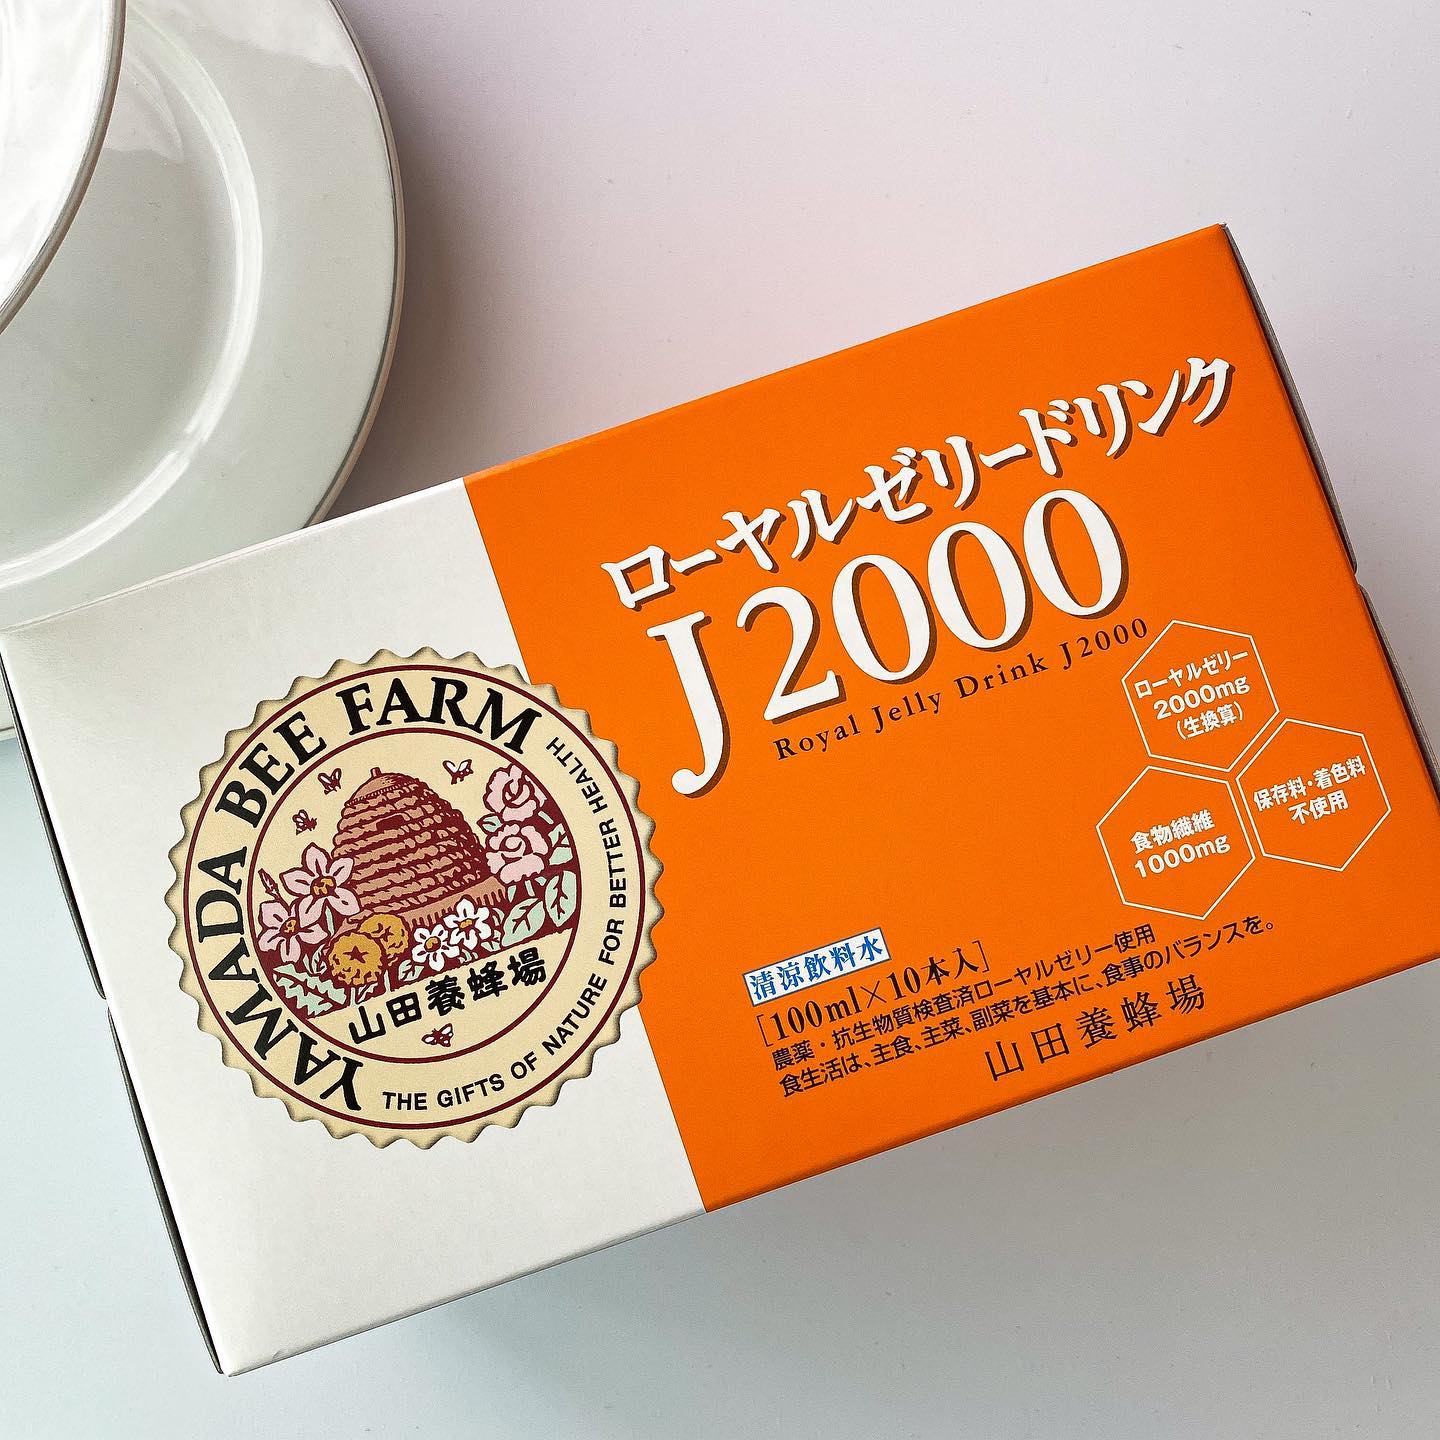 YAMADA BEE FARM
THE GIFTS OF NATURE FOR BETTER HEALTH
山田養蜂場
ローヤルゼリードリンク
J2000
Royal Jelly Drink J2000
ローヤルゼリー
2000mg
(生換算)
食物繊維
1000mg
保存料・着色料
不使用
清涼飲料水
[100ml×10本入]
農薬・抗生物質検査済ローヤルゼリー使用
食生活は、主食、主菜、副菜を基本に、食事のバランスを。
山田養蜂場